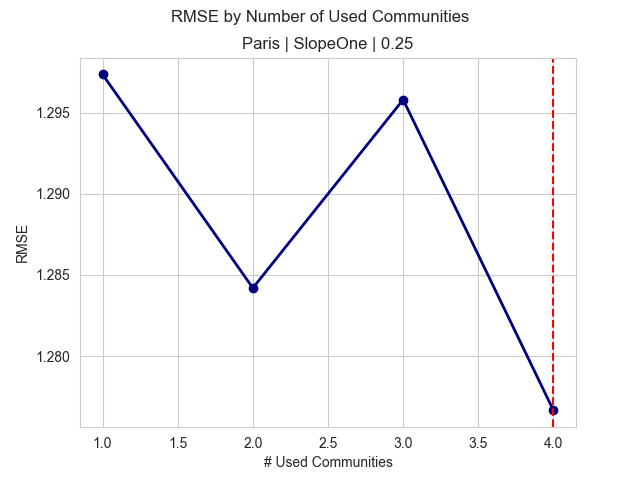 RMSE by Number of Used Communities
Paris | SlopeOne | 0.25
1.295
1.290
1.285
1.280
RMSE
1.0 1.5 2.0 2.5 3.0 3.5 4.0
# Used Communities